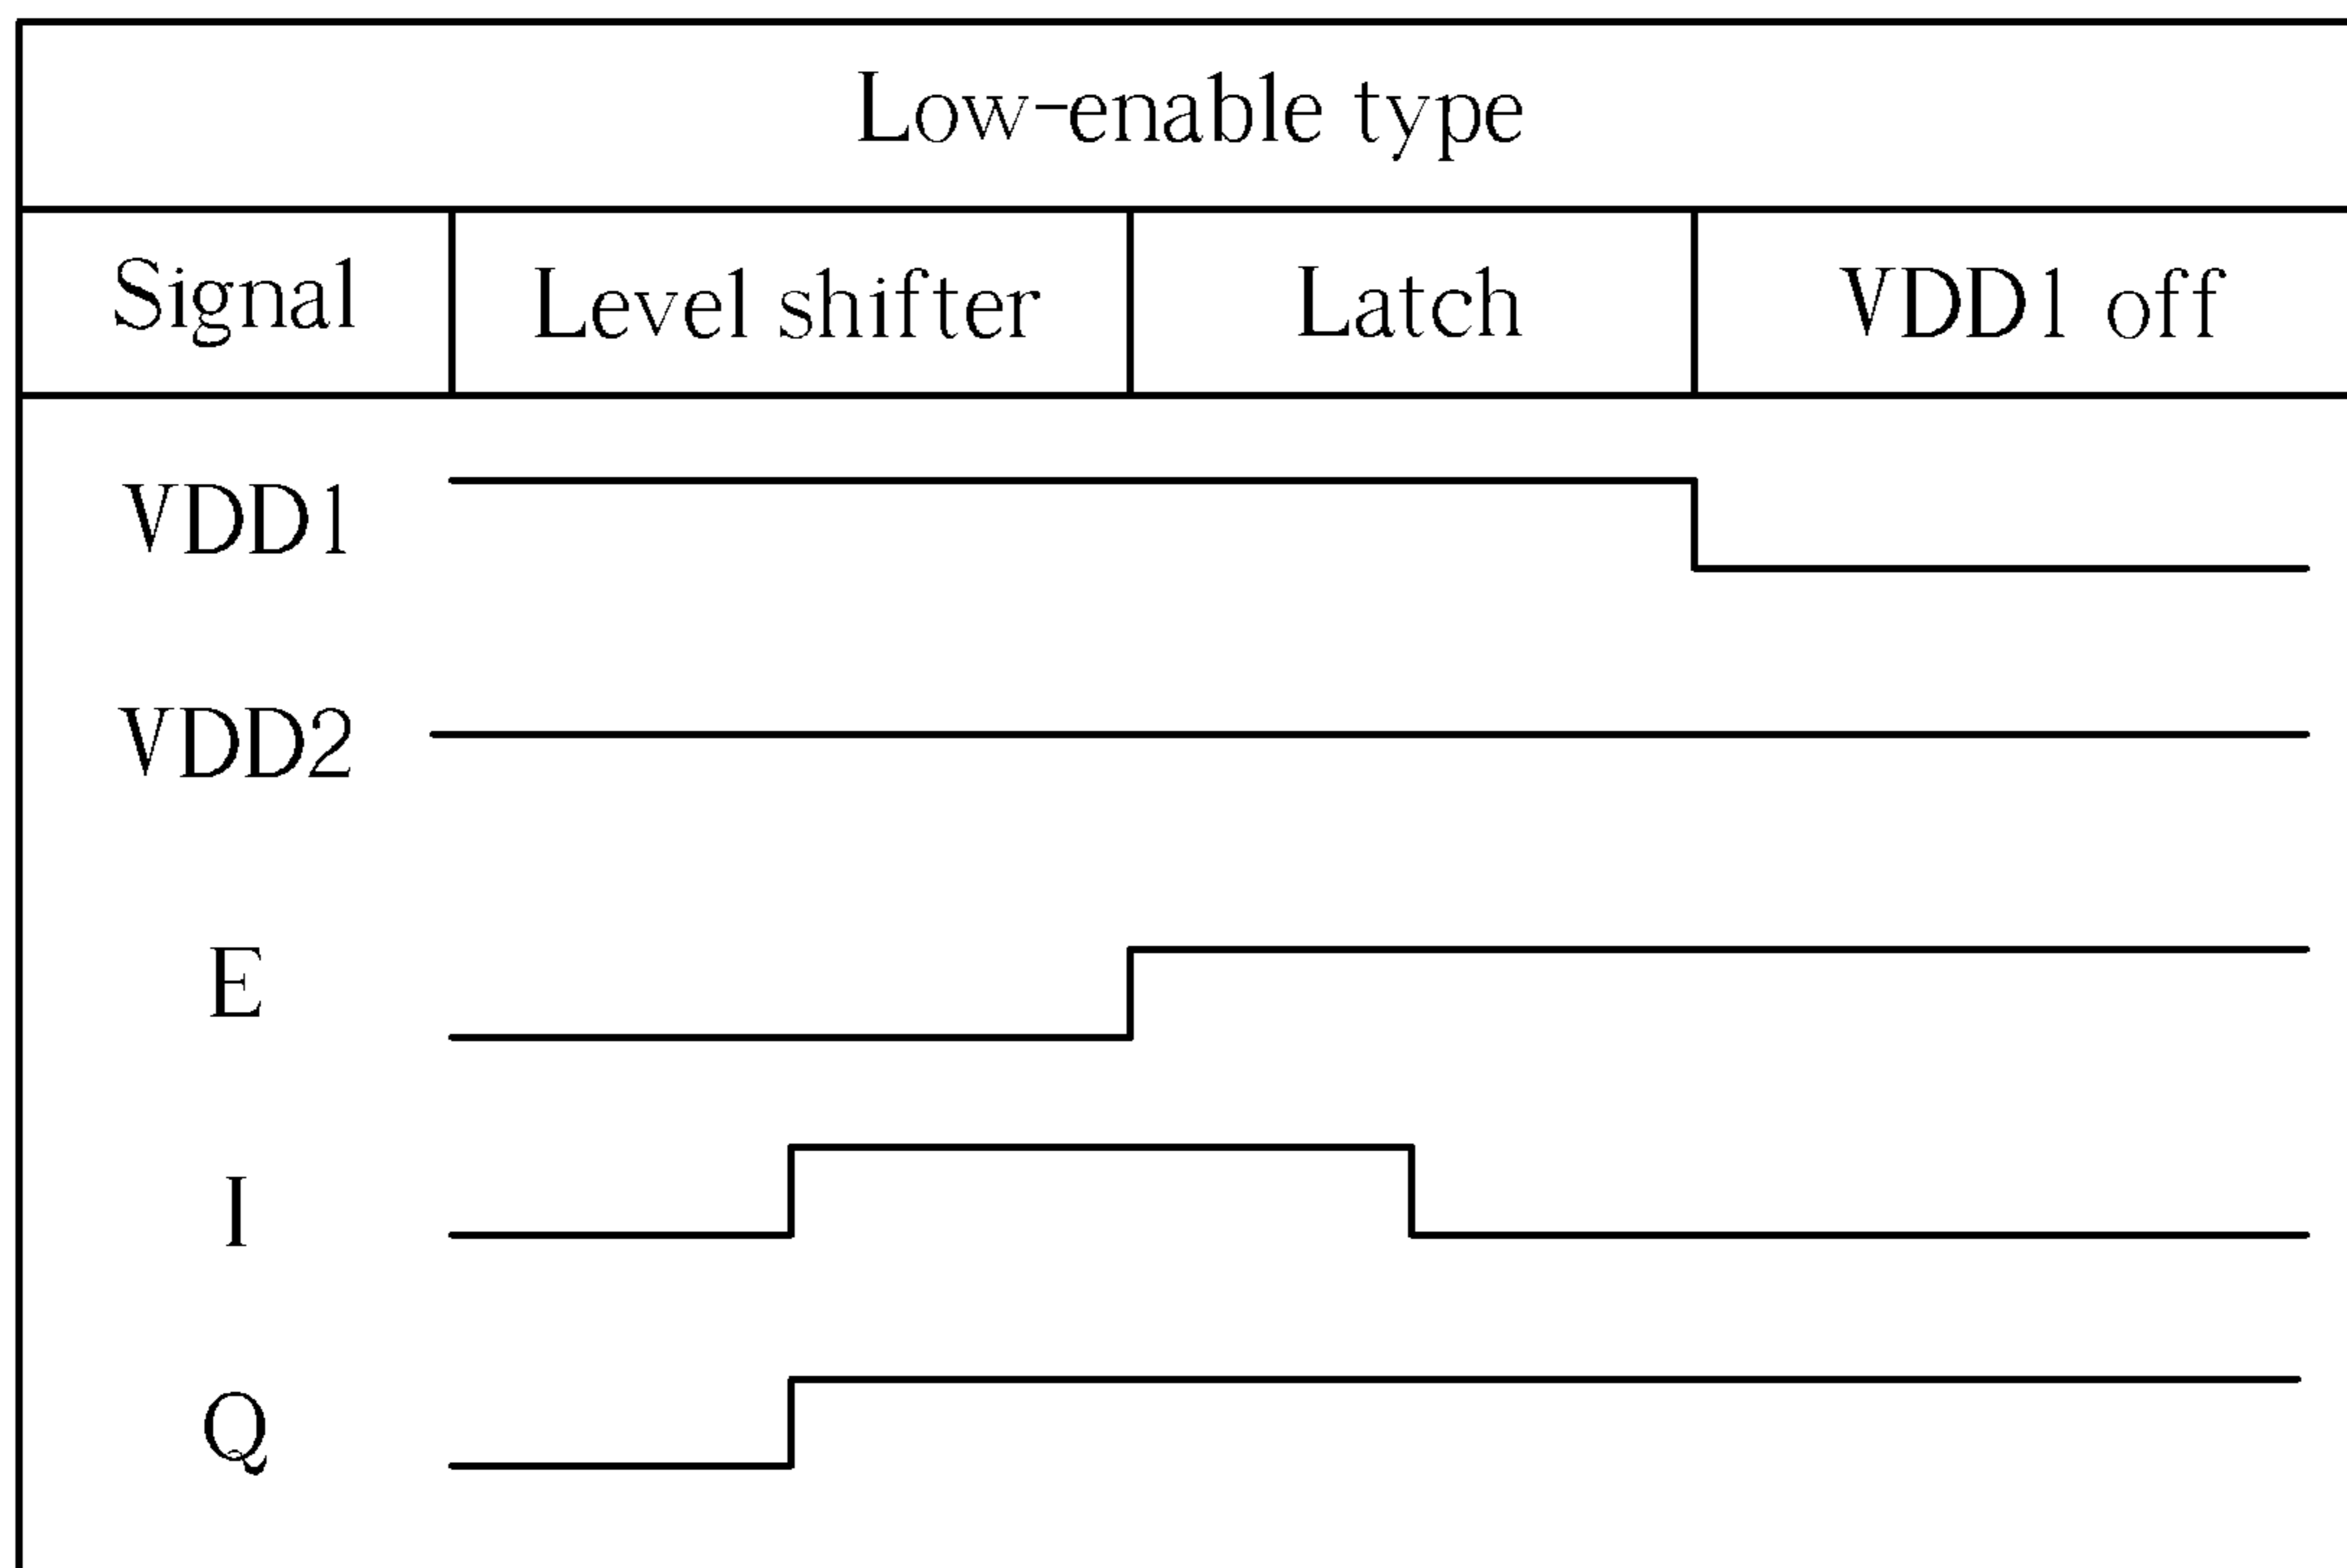 Low-enable type
Signal Level shifter Latch VDD1 off
VDD1
VDD2
E
I
Q